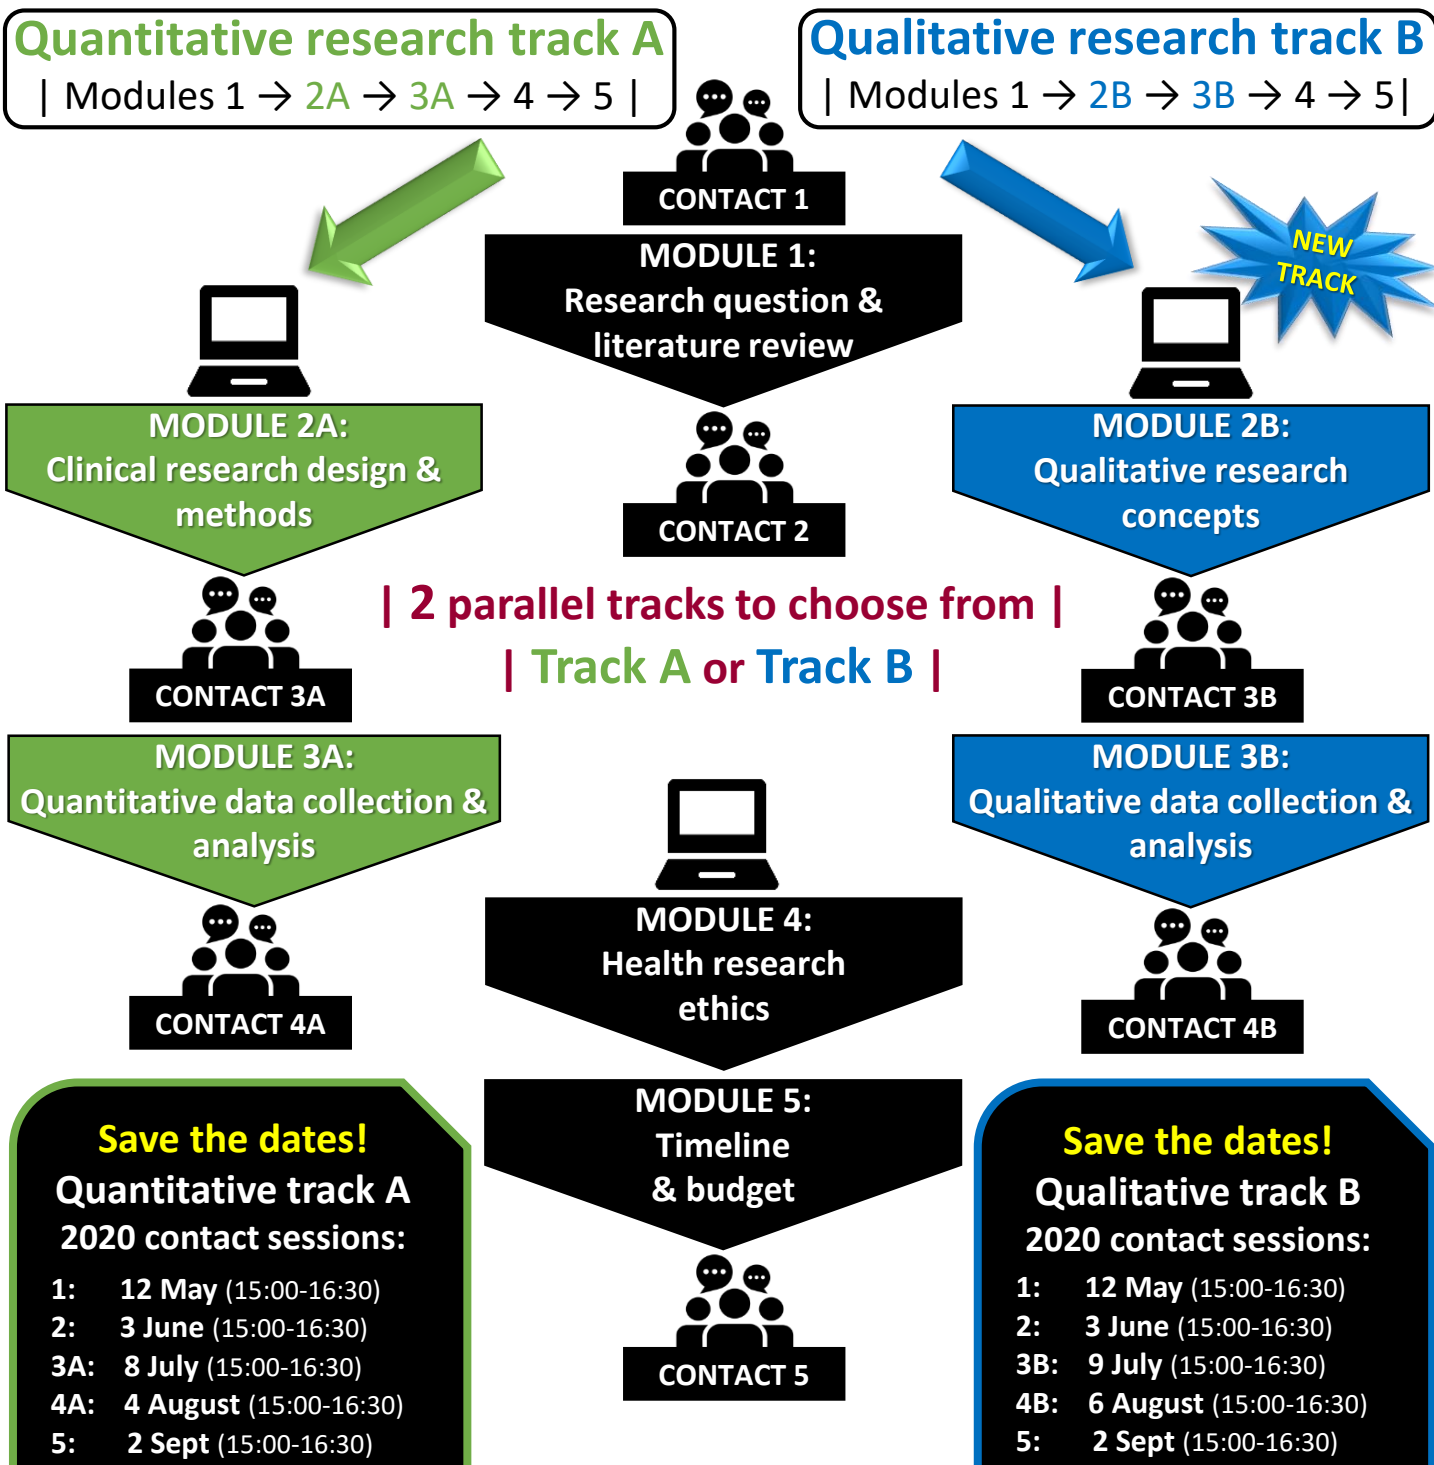 Quantitative research track A
| Modules 1 → 2A → 3A → 4 → 5 |
Qualitative research track B
| Modules 1 → 2B → 3B → 4 → 5|
NEW
TRACK
CONTACT 1
MODULE 1:
Research question &
literature review
CONTACT 2
MODULE 2A:
Clinical research design &
methods
MODULE 2B:
Qualitative research
concepts
| 2 parallel tracks to choose from |
| Track A or Track B |
CONTACT 3A
CONTACT 3B
MODULE 3A:
Quantitative data collection &
analysis
MODULE 3B:
Qualitative data collection &
analysis
CONTACT 4A
CONTACT 4B
MODULE 4:
Health research
ethics
MODULE 5:
Timeline
& budget
CONTACT 5
Save the dates!
Quantitative track A
2020 contact sessions:
1: 12 May (15:00-16:30)
2: 3 June (15:00-16:30)
3A: 8 July (15:00-16:30)
4A: 4 August (15:00-16:30)
5: 2 Sept (15:00-16:30)
Save the dates!
Qualitative track B
2020 contact sessions:
1: 12 May (15:00-16:30)
2: 3 June (15:00-16:30)
3B: 9 July (15:00-16:30)
4B: 6 August (15:00-16:30)
5: 2 Sept (15:00-16:30)